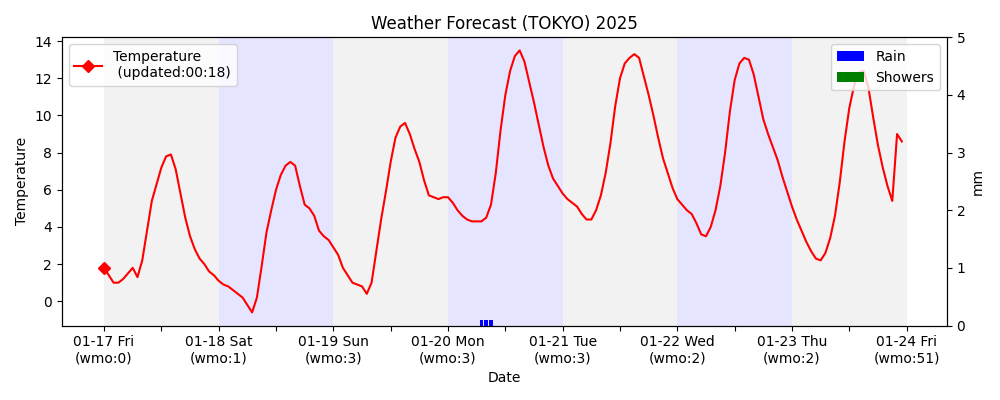 Weather Forecast (TOKYO) 2025
Temperature
(updated:00:18)
Rain
Showers
14
12
10
8
6
4
2
0
Temperature
5
4
3
2
1
0
mm
01-17 Fri
(wmo:0)
01-18 Sat
(wmo:1)
01-19 Sun
(wmo:3)
01-20 Mon
(wmo:3)
01-21 Tue
(wmo:3)
01-22 Wed
(wmo:2)
01-23 Thu
(wmo:2)
01-24 Fri
(wmo:51)
Date